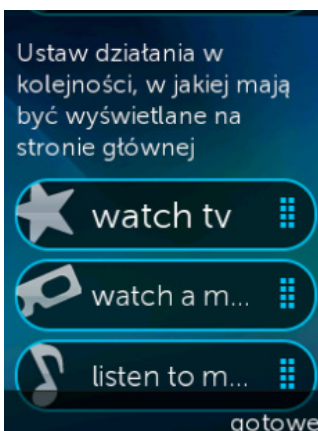 Ustaw działania w
kolejności, w jakiej mają
być wyświetlane na
stronie głównej
watch tv
watch a m...
listen to m...
gotowe